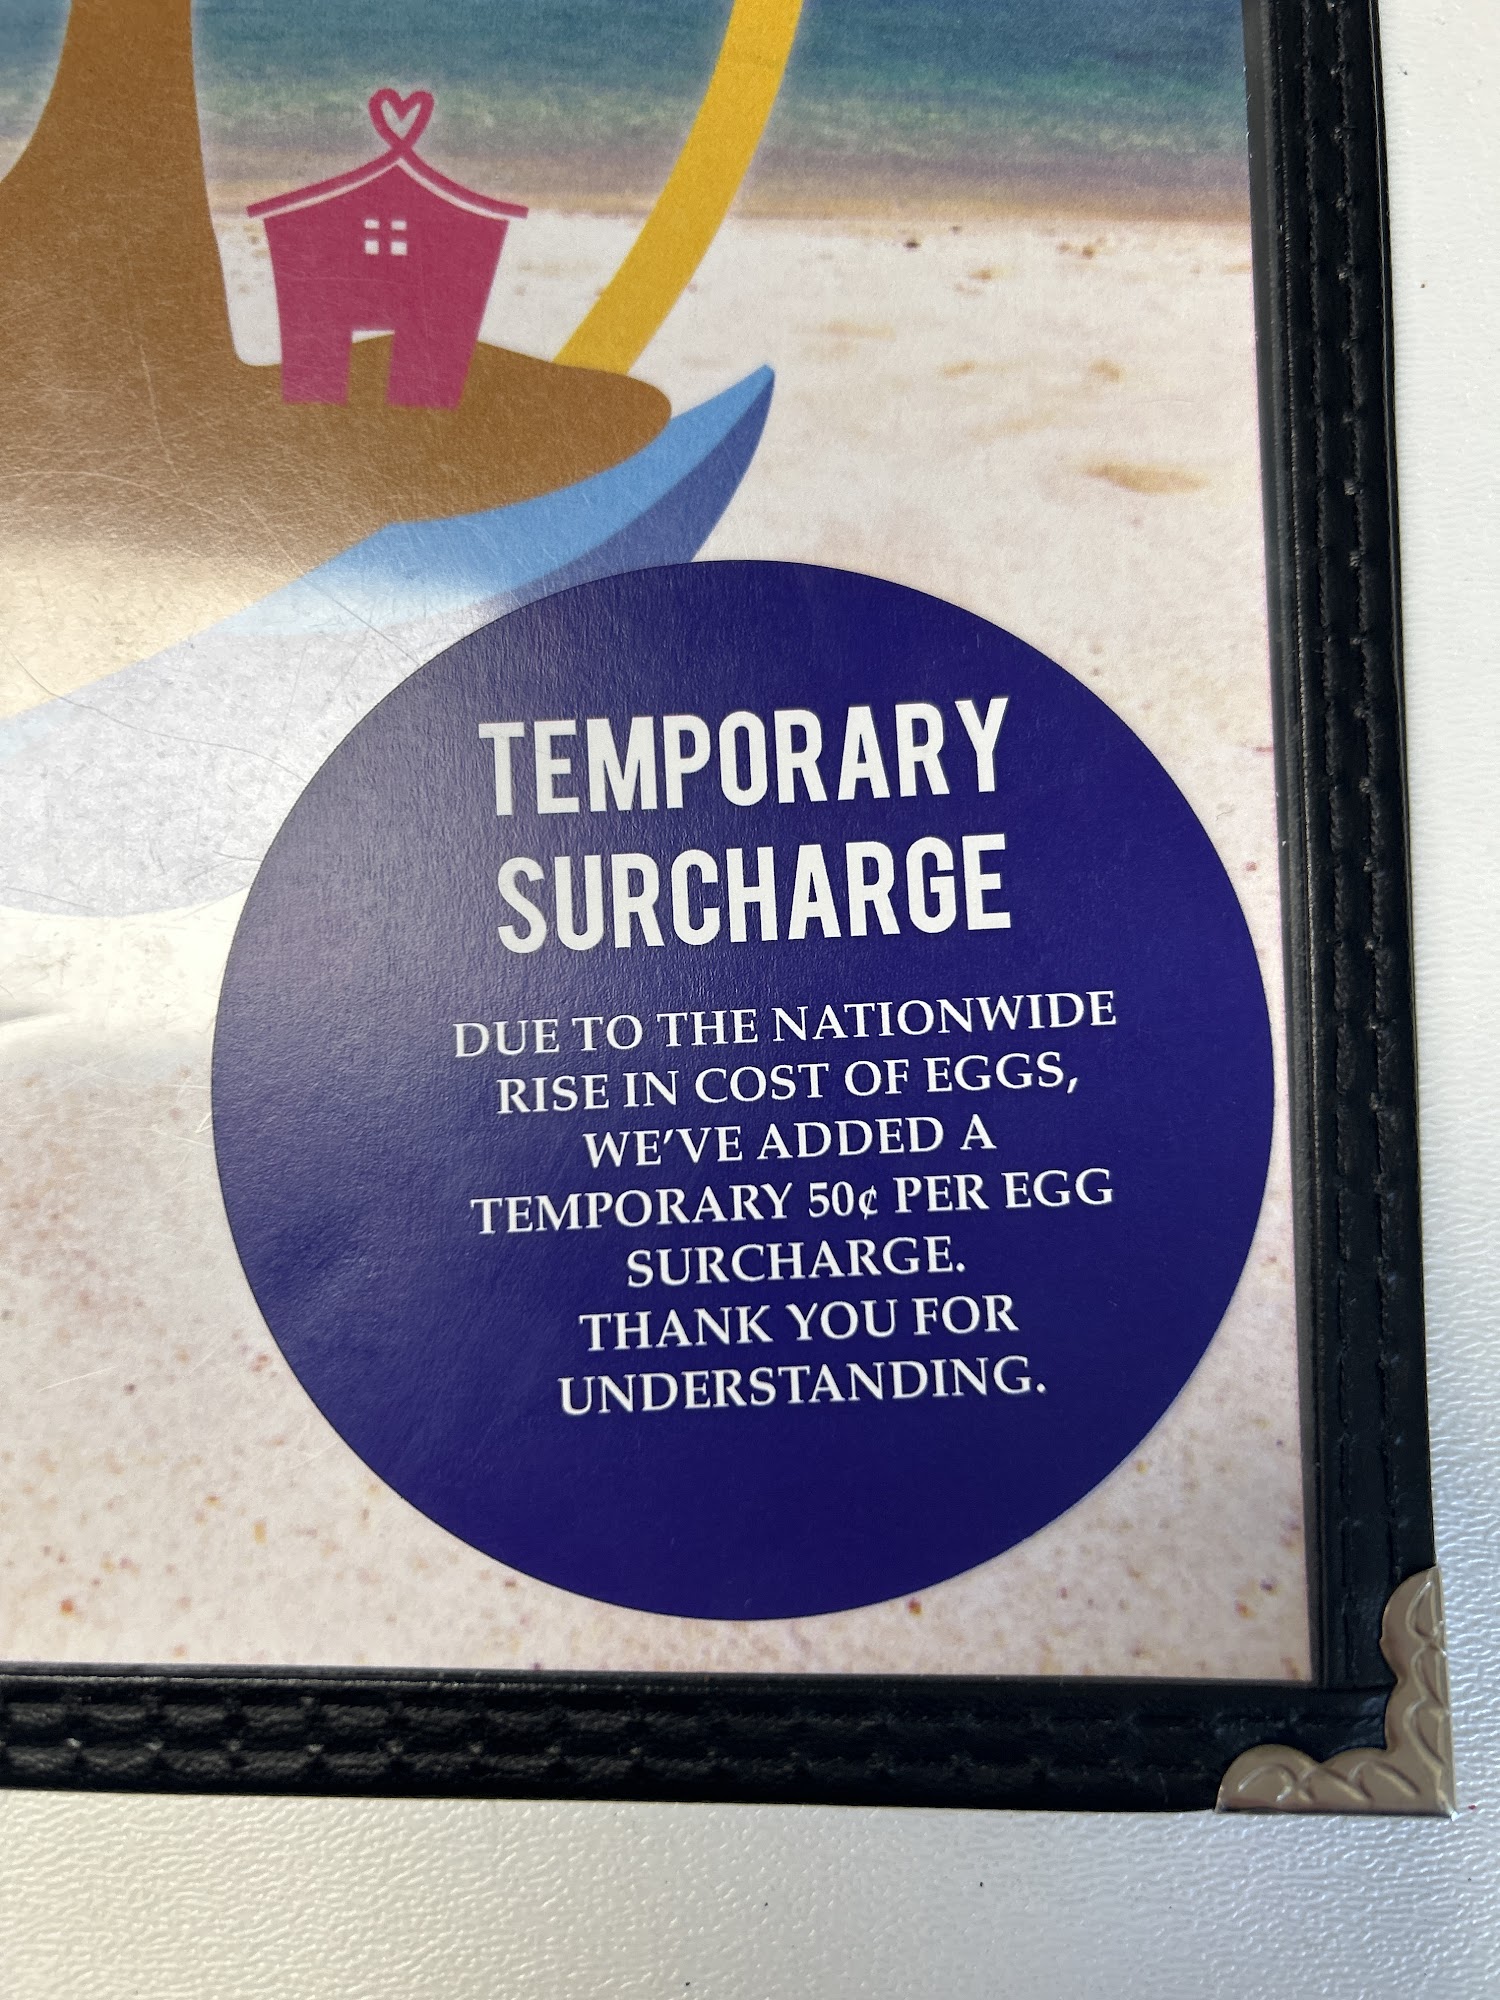 TEMPORARY
SURCHARGE
DUE TO THE NATIONWIDE
RISE IN COST OF EGGS,
WE'VE ADDED A
TEMPORARY 50¢ PER EGG
SURCHARGE.
THANK YOU FOR
UNDERSTANDING.